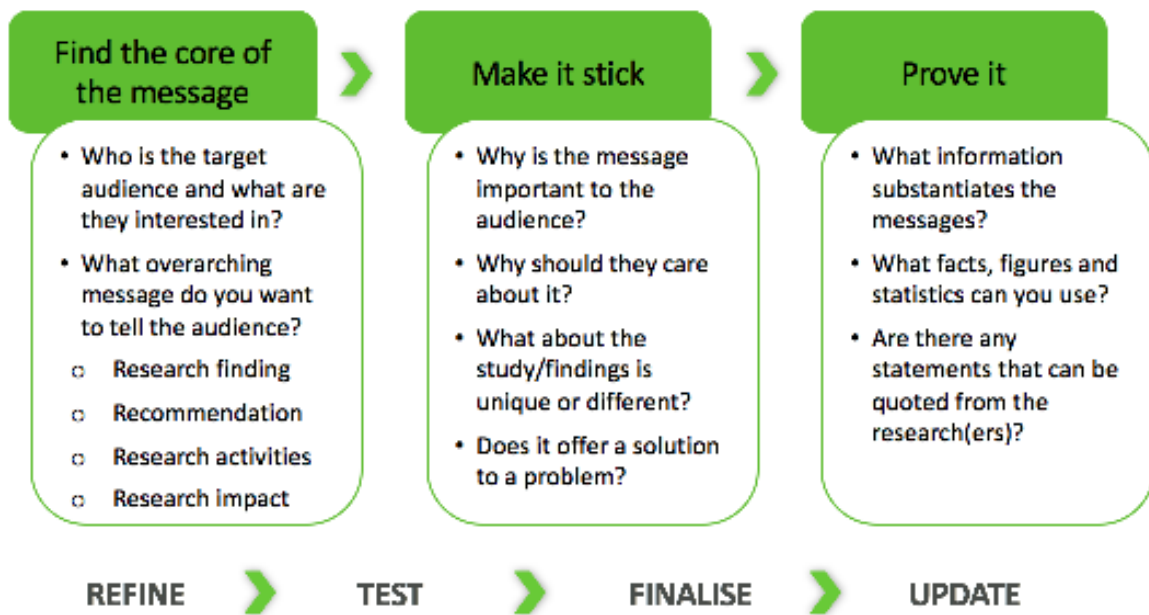 Find the core of
the message
• Who is the target
audience and what are
they interested in?
• What overarching
message do you want
to tell the audience?
o Research finding
o Recommendation
o Research activities
o Research impact
Make it stick
• Why is the message
important to the
audience?
• Why should they care
about it?
• What about the
study/findings is
unique or different?
• Does it offer a solution
to a problem?
Prove it
• What information
substantiates the
messages?
• What facts, figures and
statistics can you use?
• Are there any
statements that can be
quoted from the
research(ers)?
REFINE TEST FINALISE UPDATE